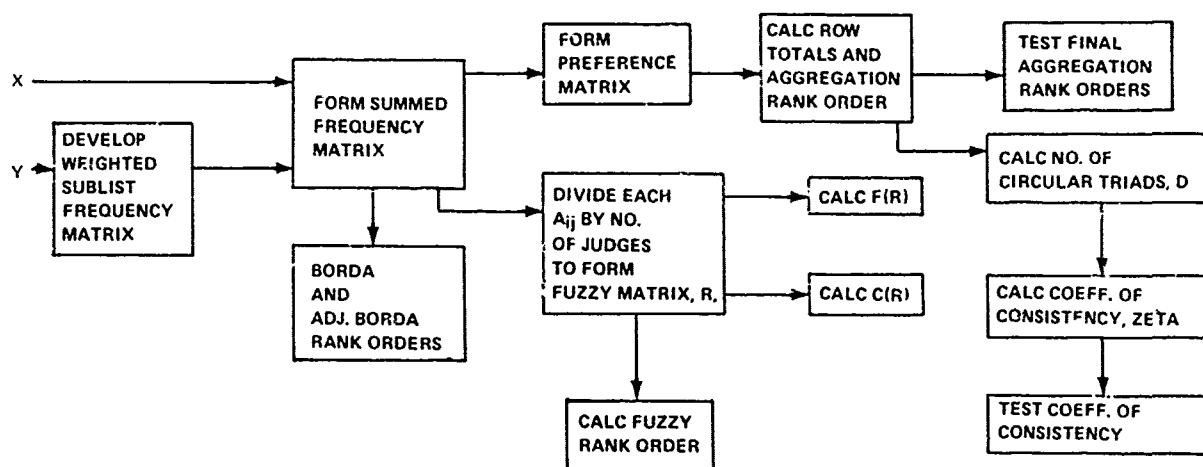 X
Y
DEVELOP
WEIGHTED
SUBLIST
FREQUENCY
MATRIX
FORM SUMMED
FREQUENCY
MATRIX
BORDA
AND
ADJ. BORDA
RANK ORDERS
FORM
PREFERENCE
MATRIX
CALC ROW
TOTALS AND
AGGREGATION
RANK ORDER
TEST FINAL
AGGREGATION
RANK ORDERS
DIVIDE EACH
Aij BY NO.
OF JUDGES
TO FORM
FUZZY MATRIX, R,
CALC F(R)
CALC C(R)
CALC FUZZY
RANK ORDER
CALC NO. OF
CIRCULAR TRIADS, D
CALC COEFF. OF
CONSISTENCY, ZETA
TEST COEFF. OF
CONSISTENCY